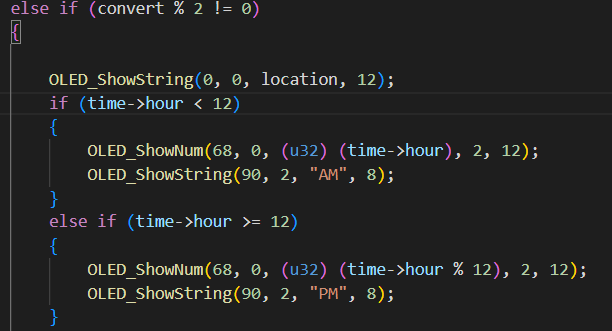 else if (convert % 2 != 0)
{
OLED_ShowString(0, 0, location, 12);
if (time->hour < 12)
{
OLED_ShowNum(68, 0, (u32) (time->hour), 2, 12);
OLED_ShowString(90, 2, "AM", 8);
}
else if (time->hour >= 12)
{
OLED_ShowNum(68, 0, (u32) (time->hour % 12), 2, 12);
OLED_ShowString(90, 2, "PM", 8);
}